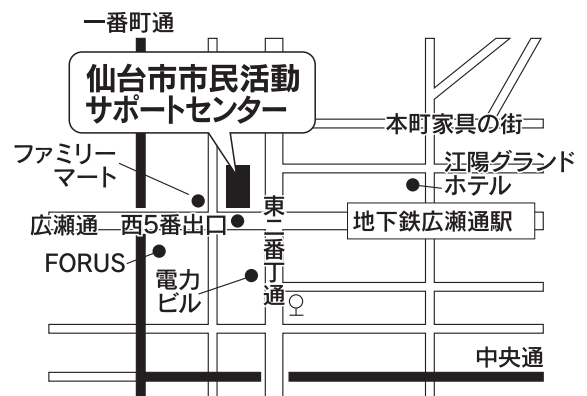 一番町通
仙台市市民活動
サポートセンター
本町家具の街
ファミリー
マート
江陽グランド
ホテル
東二番丁通
広瀬通
西5番出口
地下鉄広瀬通駅
FORUS
電力
ビル
中央通